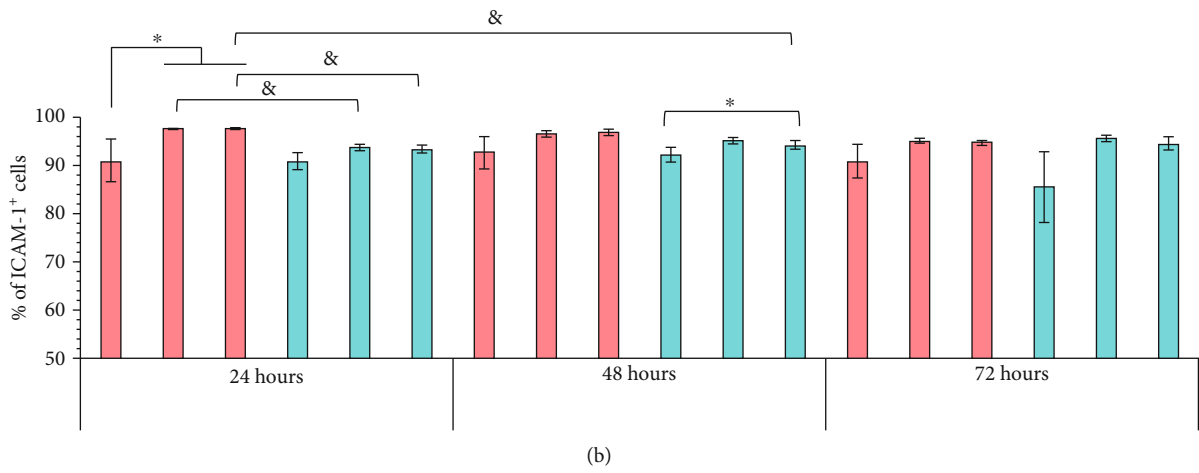 &
*
&
&
*
100
90
80
70
60
50
% of ICAM-1⁺ cells
24 hours
48 hours
72 hours
(b)